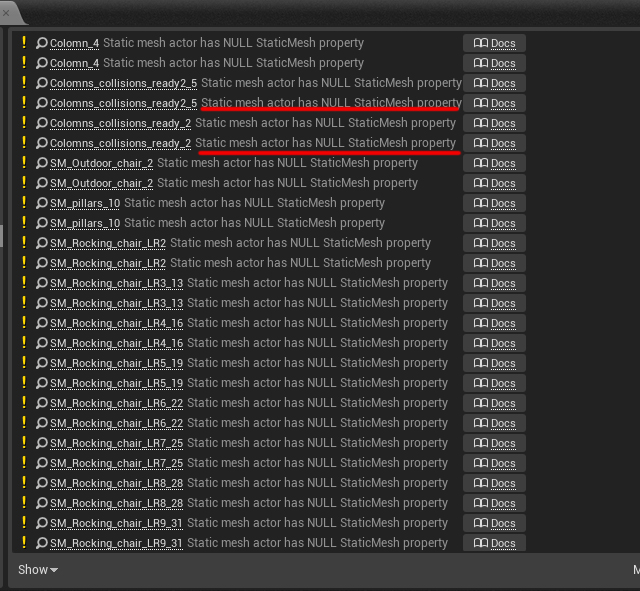 Colomn_4 Static mesh actor has NULL StaticMesh property Docs
Colomn_4 Static mesh actor has NULL StaticMesh property Docs
Colomns_collisions_ready2_5 Static mesh actor has NULL StaticMesh property Docs
Colomns_collisions_ready2_5 Static mesh actor has NULL StaticMesh property Docs
Colomns_collisions_ready_2 Static mesh actor has NULL StaticMesh property Docs
Colomns_collisions_ready_2 Static mesh actor has NULL StaticMesh property Docs
SM_Outdoor_chair_2 Static mesh actor has NULL StaticMesh property Docs
SM_Outdoor_chair_2 Static mesh actor has NULL StaticMesh property Docs
SM_pillars_10 Static mesh actor has NULL StaticMesh property Docs
SM_pillars_10 Static mesh actor has NULL StaticMesh property Docs
SM_Rocking_chair_LR2 Static mesh actor has NULL StaticMesh property Docs
SM_Rocking_chair_LR2 Static mesh actor has NULL StaticMesh property Docs
SM_Rocking_chair_LR3_13 Static mesh actor has NULL StaticMesh property Docs
SM_Rocking_chair_LR3_13 Static mesh actor has NULL StaticMesh property Docs
SM_Rocking_chair_LR4_16 Static mesh actor has NULL StaticMesh property Docs
SM_Rocking_chair_LR4_16 Static mesh actor has NULL StaticMesh property Docs
SM_Rocking_chair_LR5_19 Static mesh actor has NULL StaticMesh property Docs
SM_Rocking_chair_LR5_19 Static mesh actor has NULL StaticMesh property Docs
SM_Rocking_chair_LR6_22 Static mesh actor has NULL StaticMesh property Docs
SM_Rocking_chair_LR6_22 Static mesh actor has NULL StaticMesh property Docs
SM_Rocking_chair_LR7_25 Static mesh actor has NULL StaticMesh property Docs
SM_Rocking_chair_LR7_25 Static mesh actor has NULL StaticMesh property Docs
SM_Rocking_chair_LR8_28 Static mesh actor has NULL StaticMesh property Docs
SM_Rocking_chair_LR8_28 Static mesh actor has NULL StaticMesh property Docs
SM_Rocking_chair_LR9_31 Static mesh actor has NULL StaticMesh property Docs
SM_Rocking_chair_LR9_31 Static mesh actor has NULL StaticMesh property Docs
Show